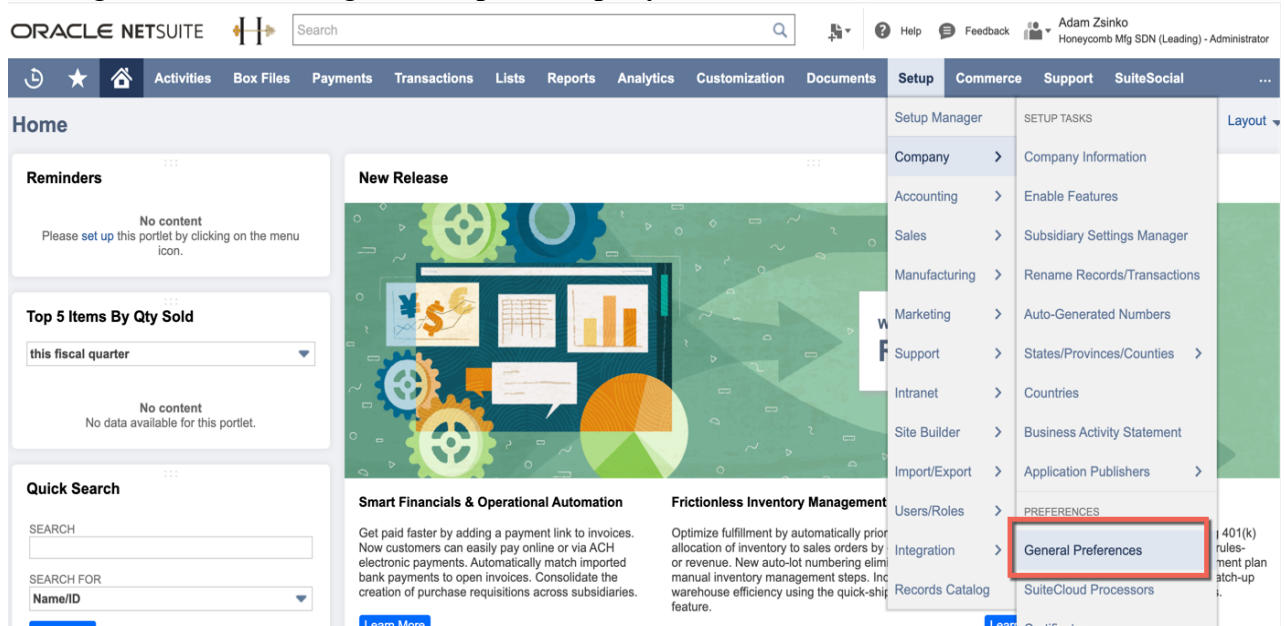 ORACLE NETSUITE
Search
Help
Feedback
Adam Zsinko
Honeycomb Mfg SDN (Leading) - Administrator
Activities Box Files Payments Transactions Lists Reports Analytics Customization Documents Setup Commerce Support SuiteSocial ...
Home
Layout
Reminders
No content
Please set up this portlet by clicking on the menu
icon.
Top 5 Items By Qty Sold
this fiscal quarter
No content
No data available for this portlet.
Quick Search
SEARCH
SEARCH FOR
Name/ID
New Release
Smart Financials & Operational Automation
Get paid faster by adding a payment link to invoices.
Now customers can easily pay online or via ACH
electronic payments. Automatically match imported
bank payments to open invoices. Consolidate the
creation of purchase requisitions across subsidiaries.
Learn More
Frictionless Inventory Management
Optimize fulfillment by automatically prior
allocation of inventory to sales orders by
or revenue. New auto-lot numbering elim
manual inventory management steps. Inc
warehouse efficiency using the quick-ship
feature.
Setup Manager
Company
Accounting
Sales
Manufacturing
Marketing
Support
Intranet
Site Builder
Import/Export
Users/Roles
Integration
Records Catalog
SETUP TASKS
Company Information
Enable Features
Subsidiary Settings Manager
Rename Records/Transactions
Auto-Generated Numbers
States/Provinces/Counties
Countries
Business Activity Statement
Application Publishers
PREFERENCES
General Preferences
SuiteCloud Processors
401(k)
rules-
ment plan
atch-up